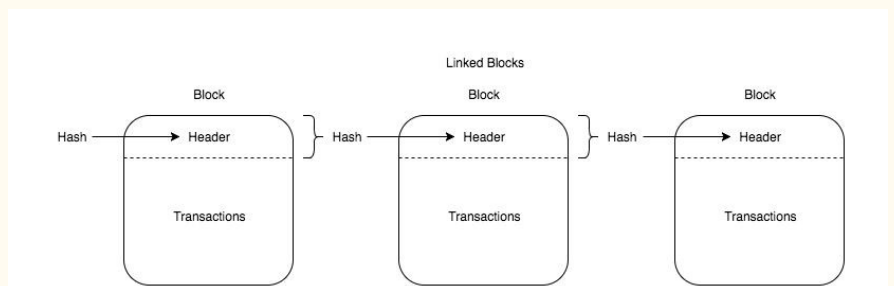 Linked Blocks
Block Block Block
Hash Header Hash Header Hash Header
Transactions Transactions Transactions